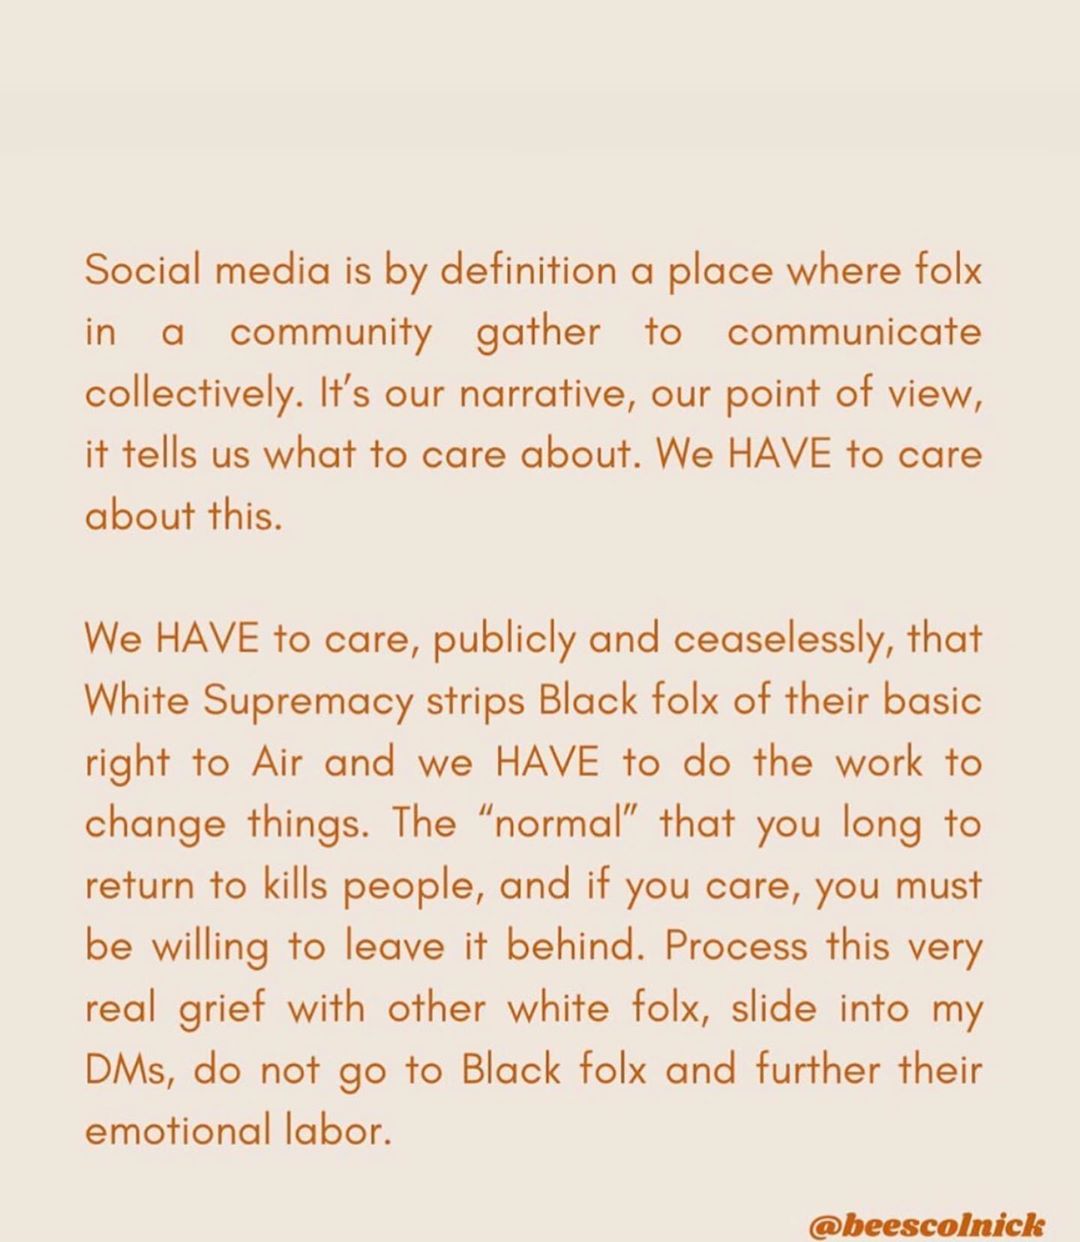 Social media is by definition a place where folx
in a community gather to communicate
collectively. It’s our narrative, our point of view,
it tells us what to care about. We HAVE to care
about this.
We HAVE to care, publicly and ceaselessly, that
White Supremacy strips Black folx of their basic
right to Air and we HAVE to do the work to
change things. The “normal” that you long to
return to kills people, and if you care, you must
be willing to leave it behind. Process this very
real grief with other white folx, slide into my
DMs, do not go to Black folx and further their
emotional labor.
@beescolnick